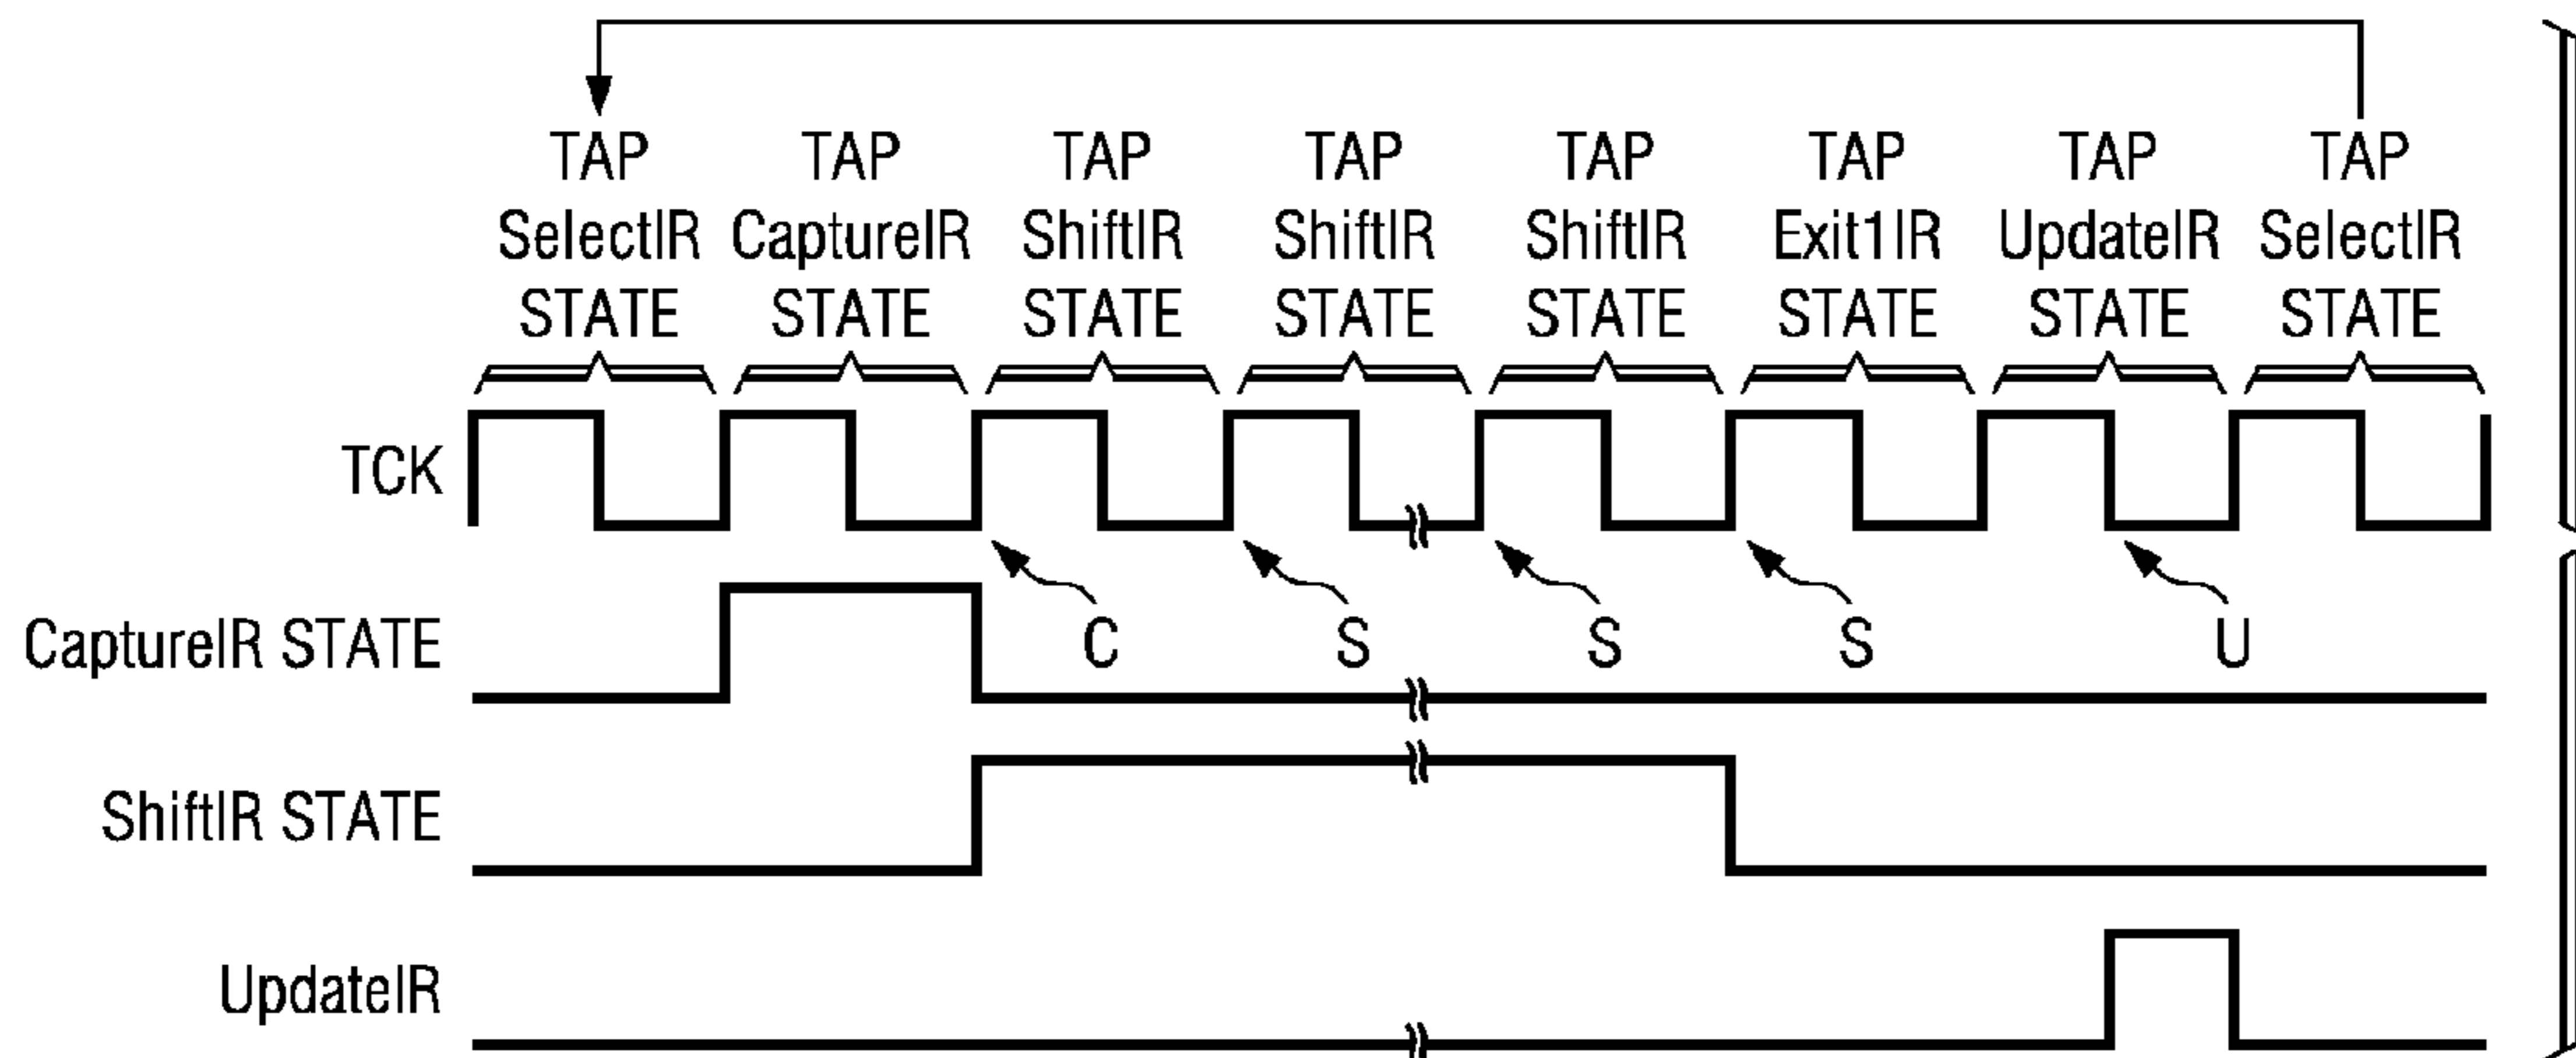 TAP TAP TAP TAP TAP TAP TAP TAP
SelectIR CaptureIR ShiftIR ShiftIR ShiftIR Exit1IR UpdateIR SelectIR
STATE STATE STATE STATE STATE STATE STATE STATE
TCK
C S S S U
CaptureIR STATE
ShiftIR STATE
UpdateIR